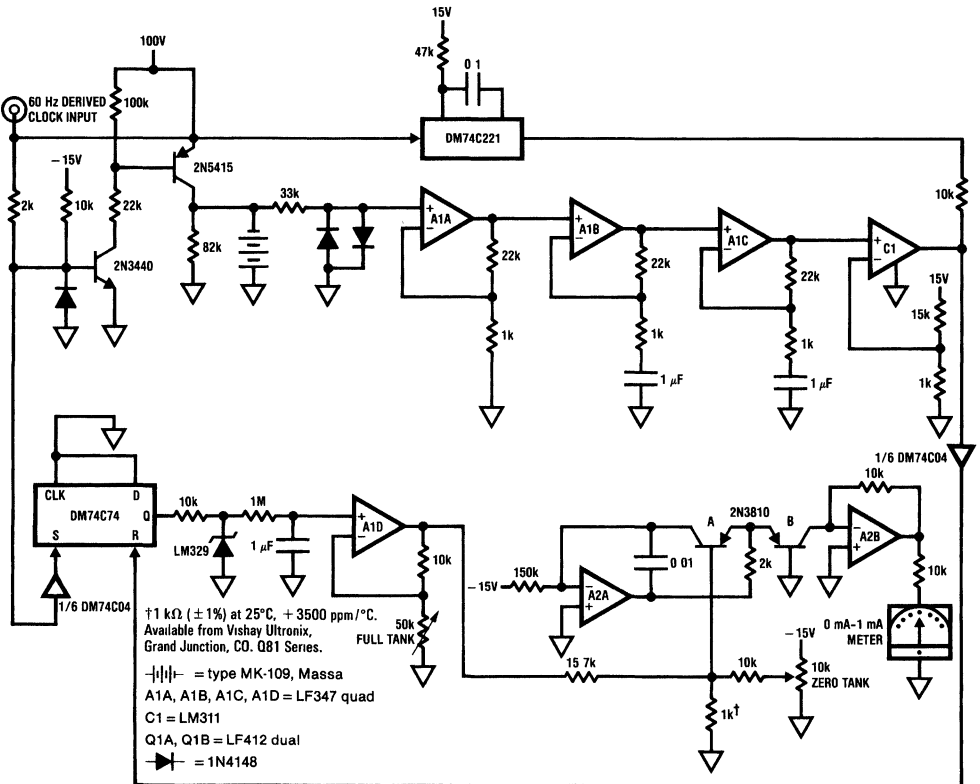 15V
47k
0 1
100V
60 Hz DERIVED
CLOCK INPUT
100k
DM74C221
−15V
2N5415
2k
10k
22k
33k
10k
82k
2N3440
+
−
A1A
22k
1k
+
−
A1B
22k
1k
1 μF
+
−
A1C
22k
1k
1 μF
+
−
C1
15V
15k
1k
1/6 DM74C04
CLK
D
DM74C74
Q
S
R
10k
1M
LM329
1 μF
+
−
A1D
10k
50k
FULL TANK
1/6 DM74C04
−15V
150k
−
+
A2A
0 01
A
2N3810
B
2k
10k
−
+
A2B
10k
0 mA-1 mA
METER
15 7k
10k
−15V
10k
ZERO TANK
1k†
†1 kΩ (±1%) at 25°C, +3500 ppm/°C.
Available from Vishay Ultronix,
Grand Junction, CO. Q81 Series.
= type MK-109, Massa
A1A, A1B, A1C, A1D = LF347 quad
C1 = LM311
Q1A, Q1B = LF412 dual
= 1N4148